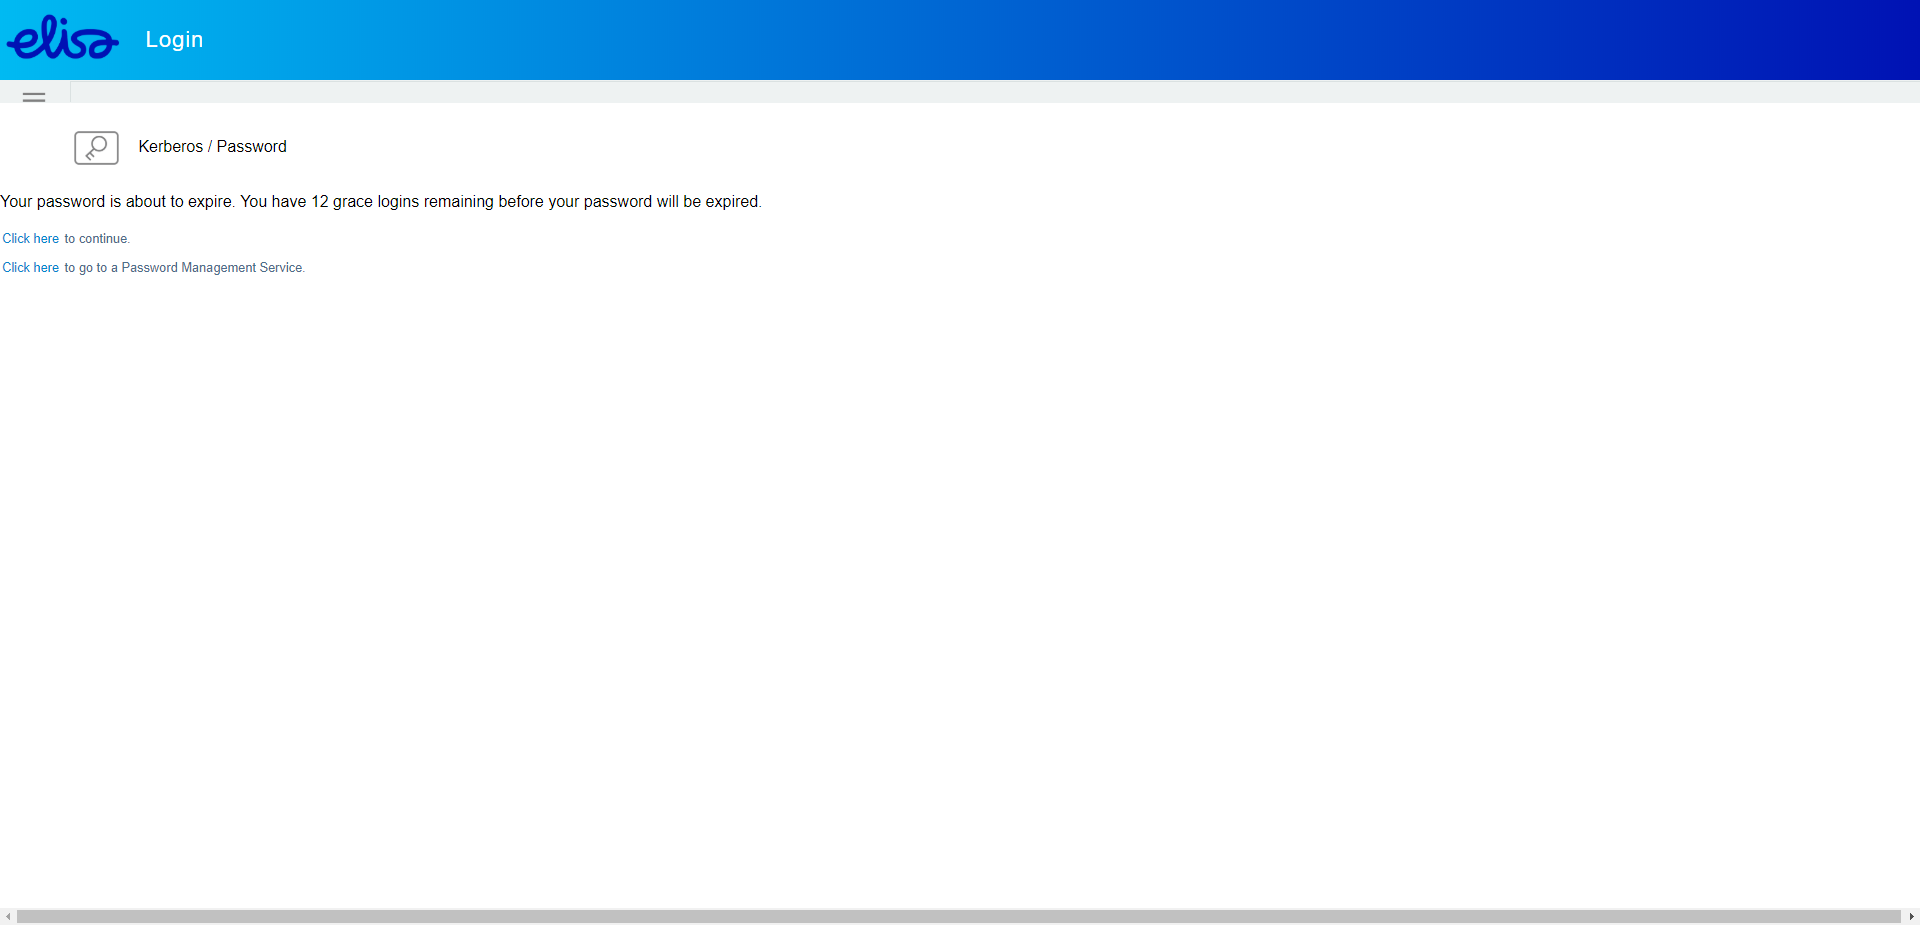 elisa Login
Kerberos / Password
Your password is about to expire. You have 12 grace logins remaining before your password will be expired.
Click here to continue.
Click here to go to a Password Management Service.